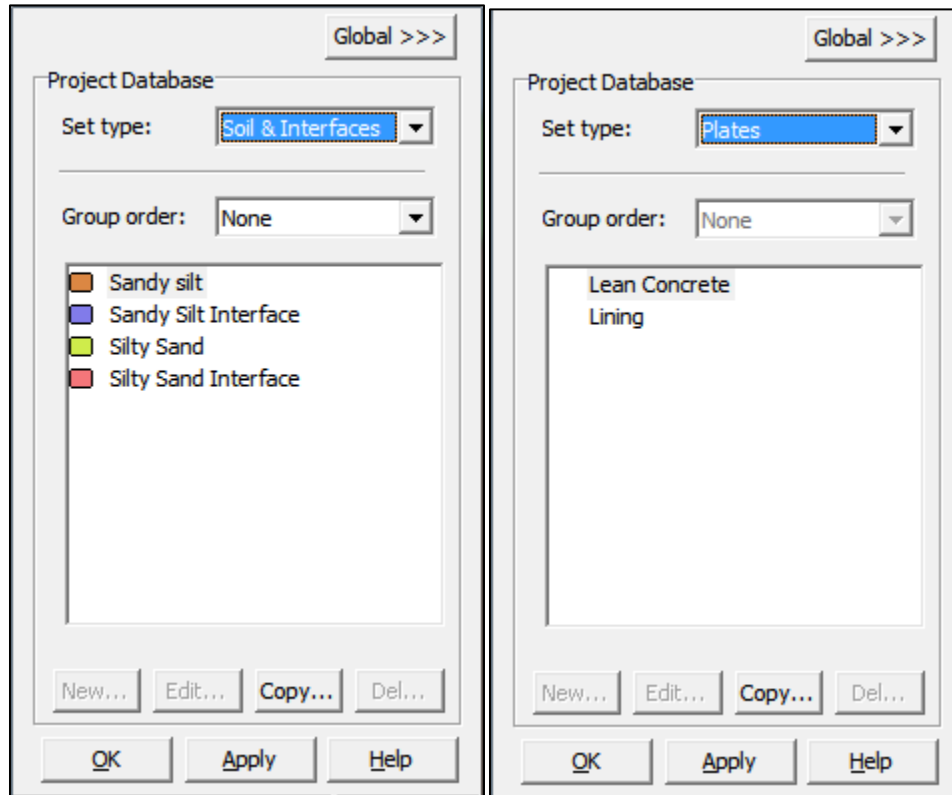 Global >>>
Project Database
Set type: Soil & Interfaces
Group order: None
Sandy silt
Sandy Silt Interface
Silty Sand
Silty Sand Interface
New... Edit... Copy... Del...
OK Apply Help
Global >>>
Project Database
Set type: Plates
Group order: None
Lean Concrete
Lining
New... Edit... Copy... Del...
OK Apply Help